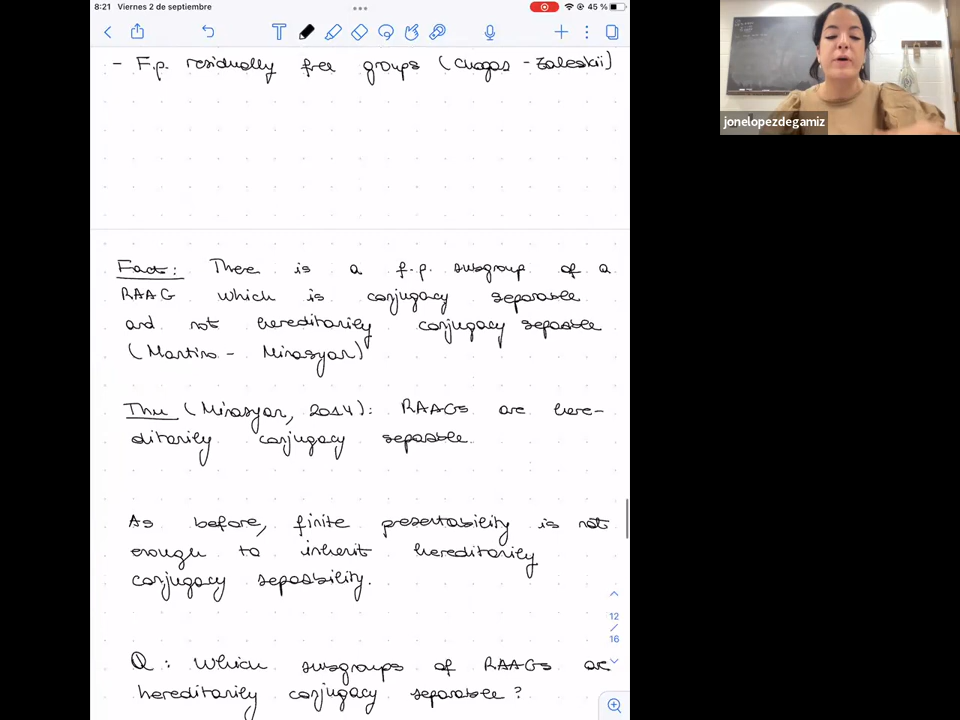 8:21 Viernes 2 de septiembre
45 %
- F.p. residually free groups (Chagas - Zalesskii)
Fact: There is a f.p. subgroup of a
RAAG which is conjugacy separable
and not hereditarily conjugacy separable
(Martino - Minasyan)
Thm (Minasyan, 2014): RAAGs are here-
ditarily conjugacy separable.
As before, finite presentability is not
enough to inherit hereditarily
conjugacy separability.
Q: Which subgroups of RAAGs are
hereditarily conjugacy separable?
12
/
16
jonelopezdegamiz